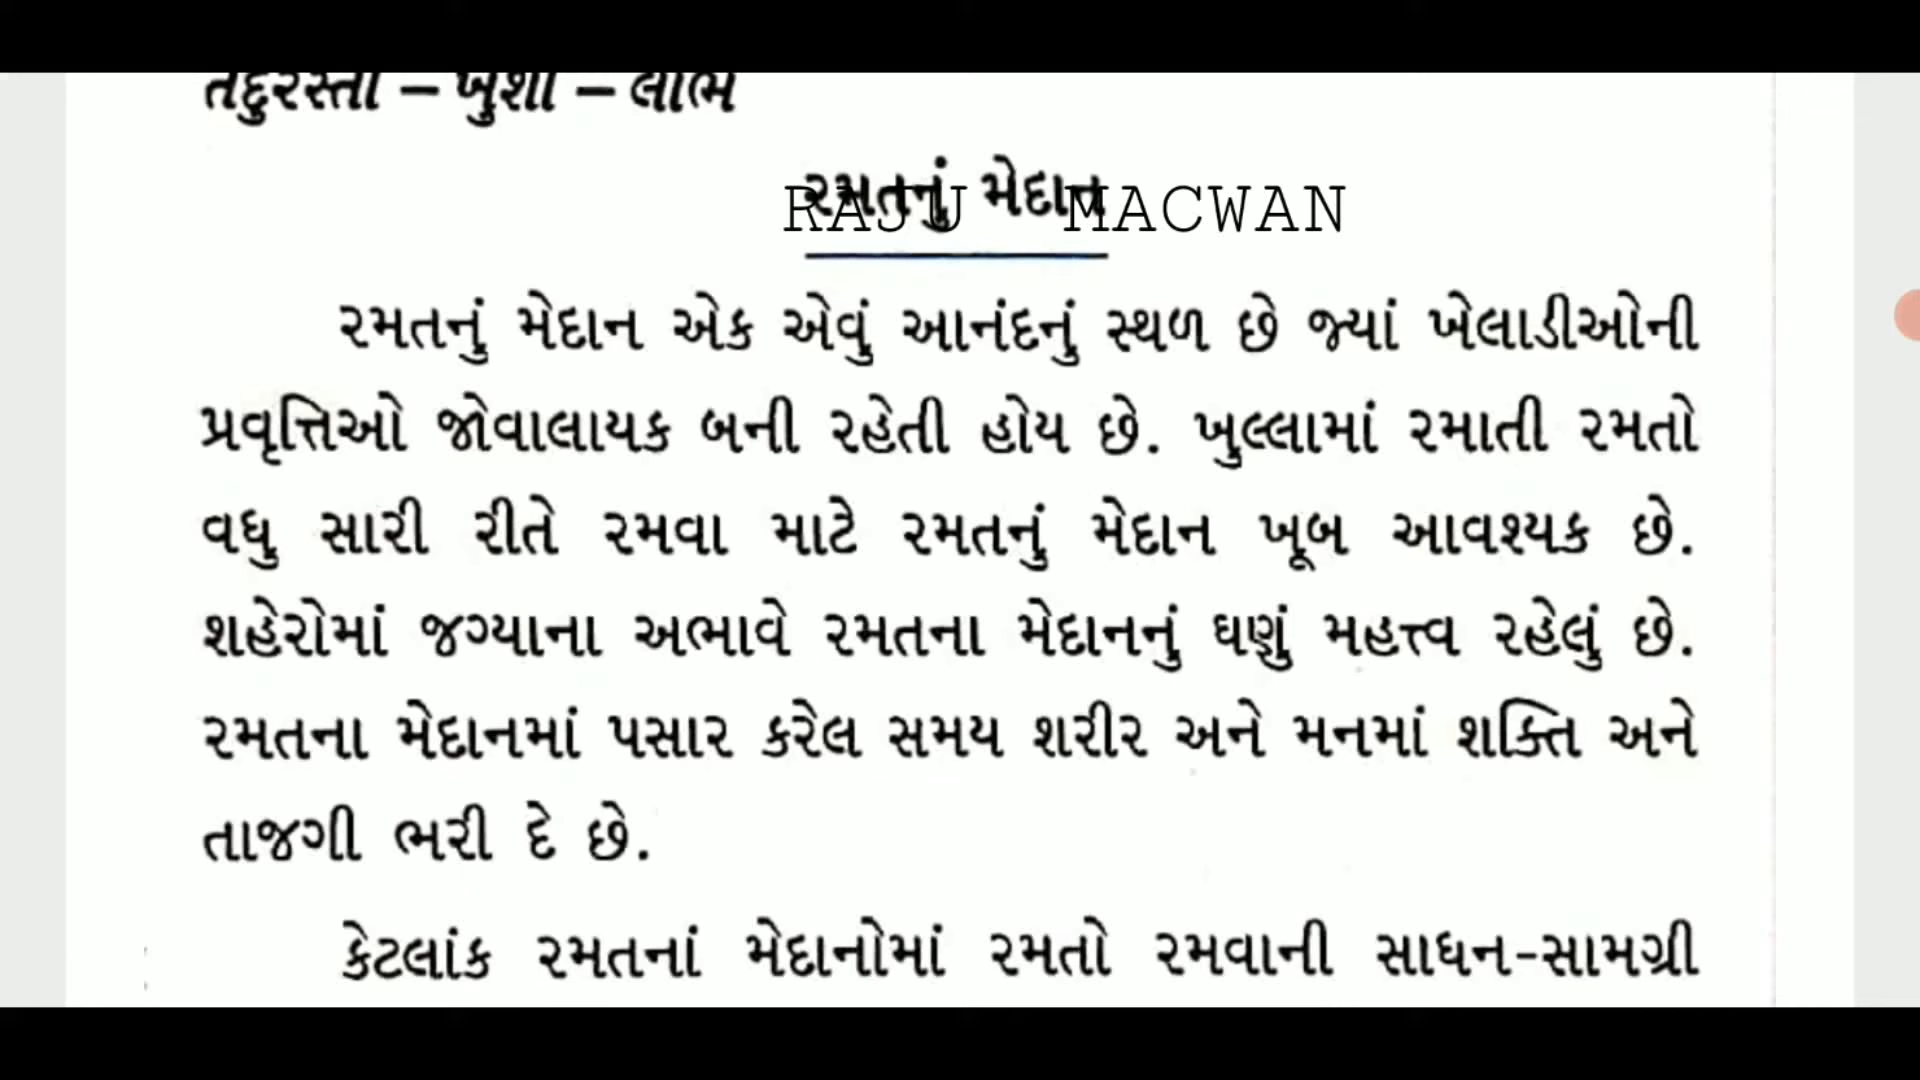 તંદુરસ્તી – ખુશી – લાભ
રમતનું મેદાન
RAJU MACWAN
રમતનું મેદાન એક એવું આનંદનું સ્થળ છે જ્યાં ખેલાડીઓની
પ્રવૃત્તિઓ જોવાલાયક બની રહેતી હોય છે. ખુલ્લામાં રમાતી રમતો
વધુ સારી રીતે રમવા માટે રમતનું મેદાન ખૂબ આવશ્યક છે.
શહેરોમાં જગ્યાના અભાવે રમતના મેદાનનું ઘણું મહત્ત્વ રહેલું છે.
રમતના મેદાનમાં પસાર કરેલ સમય શરીર અને મનમાં શક્તિ અને
તાજગી ભરી દે છે.
કેટલાંક રમતનાં મેદાનોમાં રમતો રમવાની સાધન-સામગ્રી